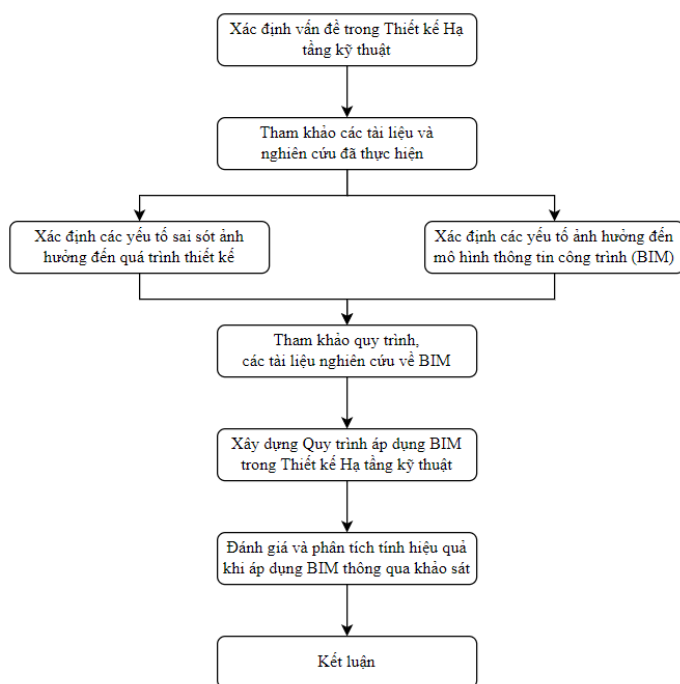 Xác định vấn đề trong Thiết kế Hạ
tầng kỹ thuật
Tham khảo các tài liệu và
nghiên cứu đã thực hiện
Xác định các yếu tố sai sót ảnh
hưởng đến quá trình thiết kế
Xác định các yếu tố ảnh hưởng đến
mô hình thông tin công trình (BIM)
Tham khảo quy trình,
các tài liệu nghiên cứu về BIM
Xây dựng Quy trình áp dụng BIM
trong Thiết kế Hạ tầng kỹ thuật
Đánh giá và phân tích tính hiệu quả
khi áp dụng BIM thông qua khảo sát
Kết luận